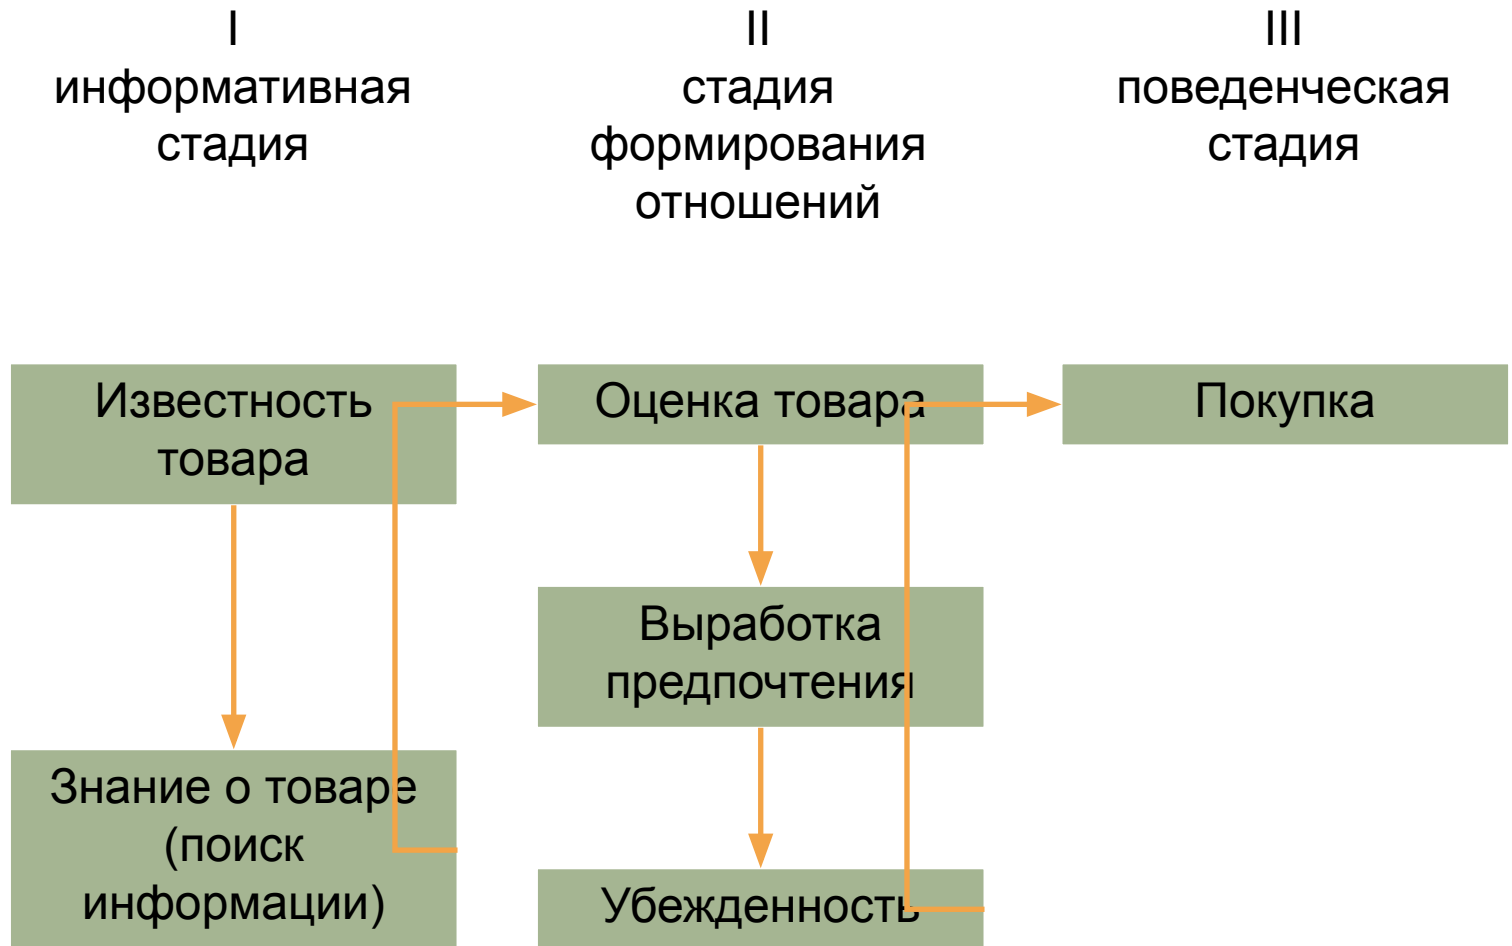 I
информативная
стадия
II
стадия
формирования
отношений
III
поведенческая
стадия
Известность
товара
Знание о товаре
(поиск
информации)
Оценка товара
Выработка
предпочтения
Убежденность
Покупка